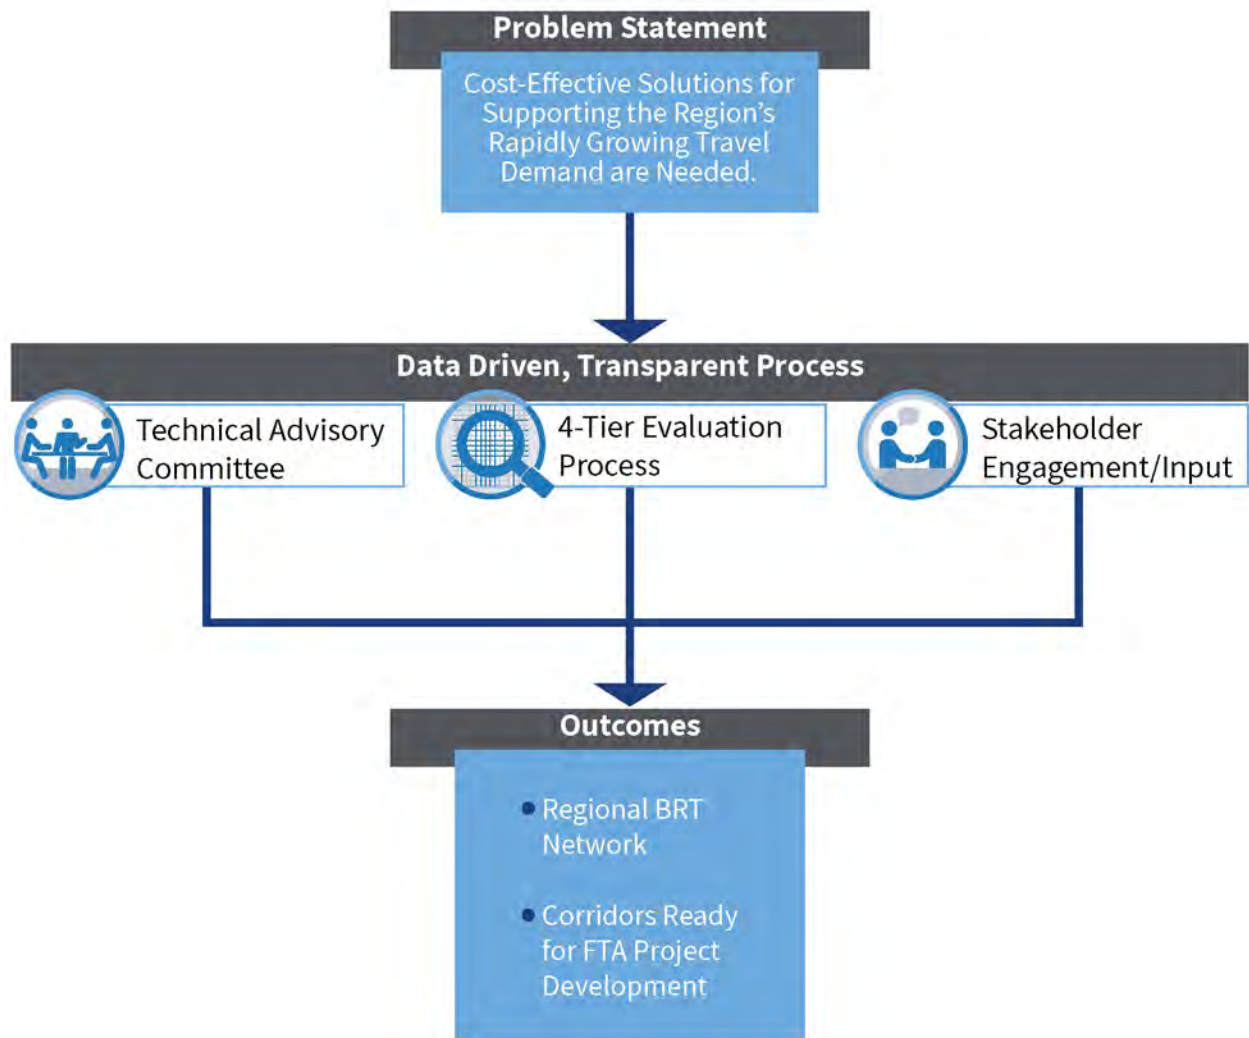 Problem Statement
Cost-Effective Solutions for
Supporting the Region's
Rapidly Growing Travel
Demand are Needed.
Data Driven, Transparent Process
Technical Advisory
Committee
4-Tier Evaluation
Process
Stakeholder
Engagement/Input
Outcomes
• Regional BRT
Network
• Corridors Ready
for FTA Project
Development